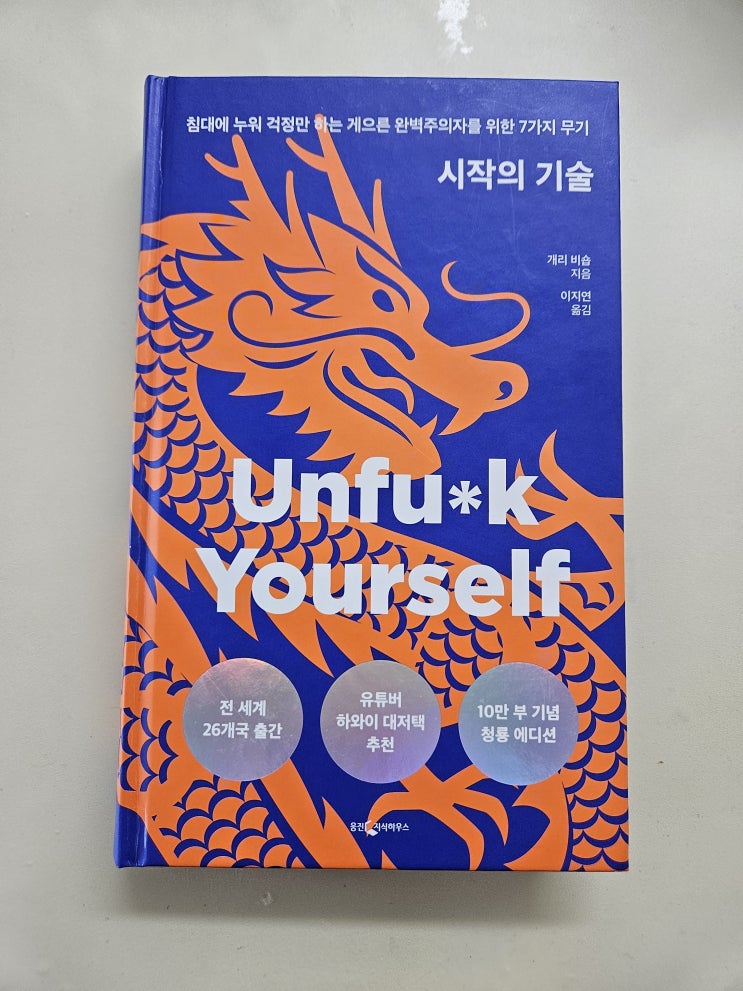 침대에 누워 걱정만 하는 게으른 완벽주의자를 위한 7가지 무기
시작의 기술
개리 비숍
지음
이지연
옮김
Unfu*k
Yourself
전 세계
26개국 출간
유튜버
하와이 대저택
추천
10만 부 기념
청룡 에디션
웅진 지식하우스